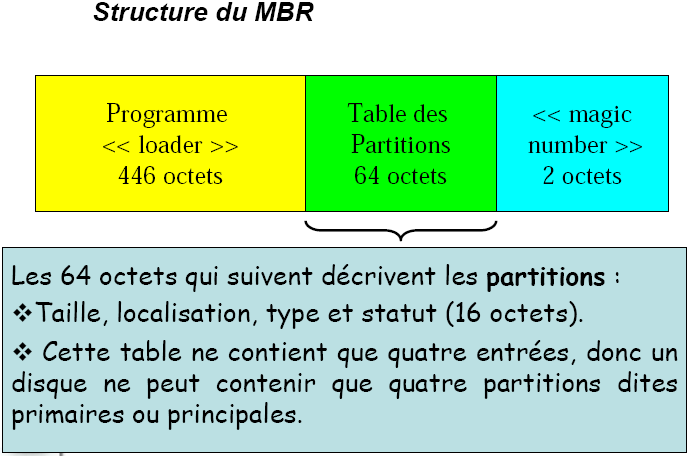 Structure du MBR
Programme
<< loader >>
446 octets
Table des
Partitions
64 octets
<< magic
number >>
2 octets
Les 64 octets qui suivent décrivent les partitions :
❖Taille, localisation, type et statut (16 octets).
❖ Cette table ne contient que quatre entrées, donc un
disque ne peut contenir que quatre partitions dites
primaires ou principales.